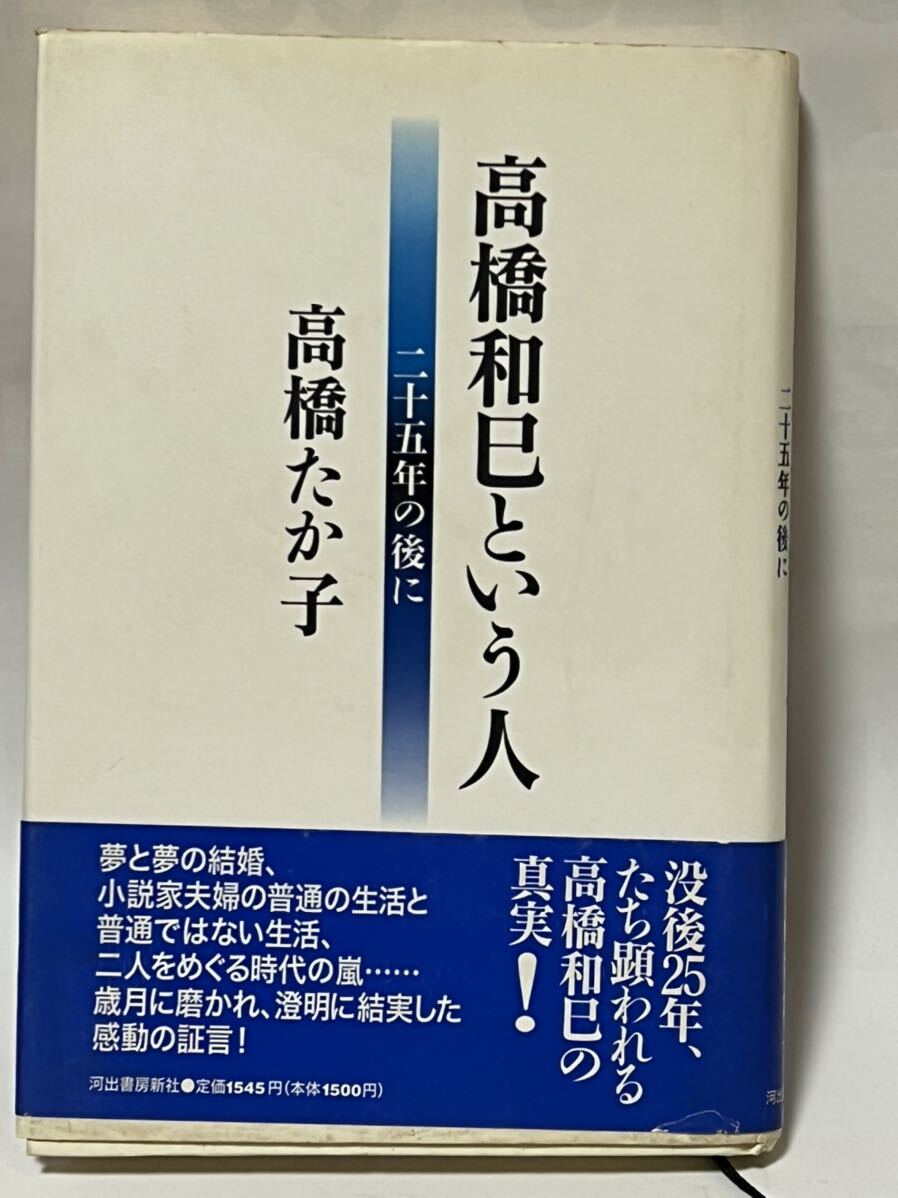 高橋和巳という人
二十五年の後に
高橋たか子
二十五年の後に
没後25年、
たち顕われる
高橋和巳の
真実!
夢と夢の結婚、
小説家夫婦の普通の生活と
普通ではない生活、
二人をめぐる時代の嵐……
歳月に磨かれ、澄明に結実した
感動の証言!
河出書房新社●定価1545円(本体1500円)
河出